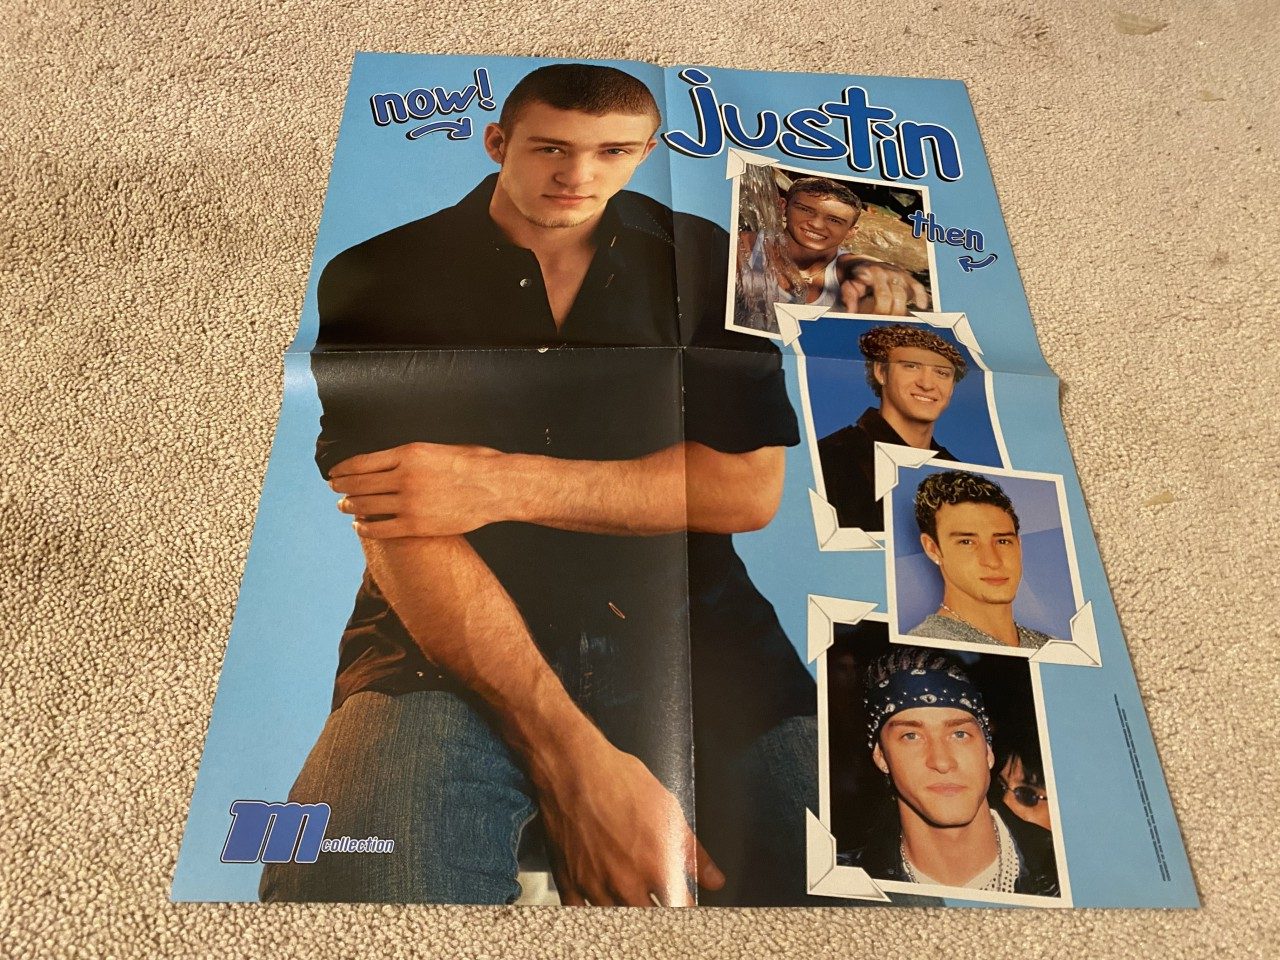 now!
justin
then
m collection